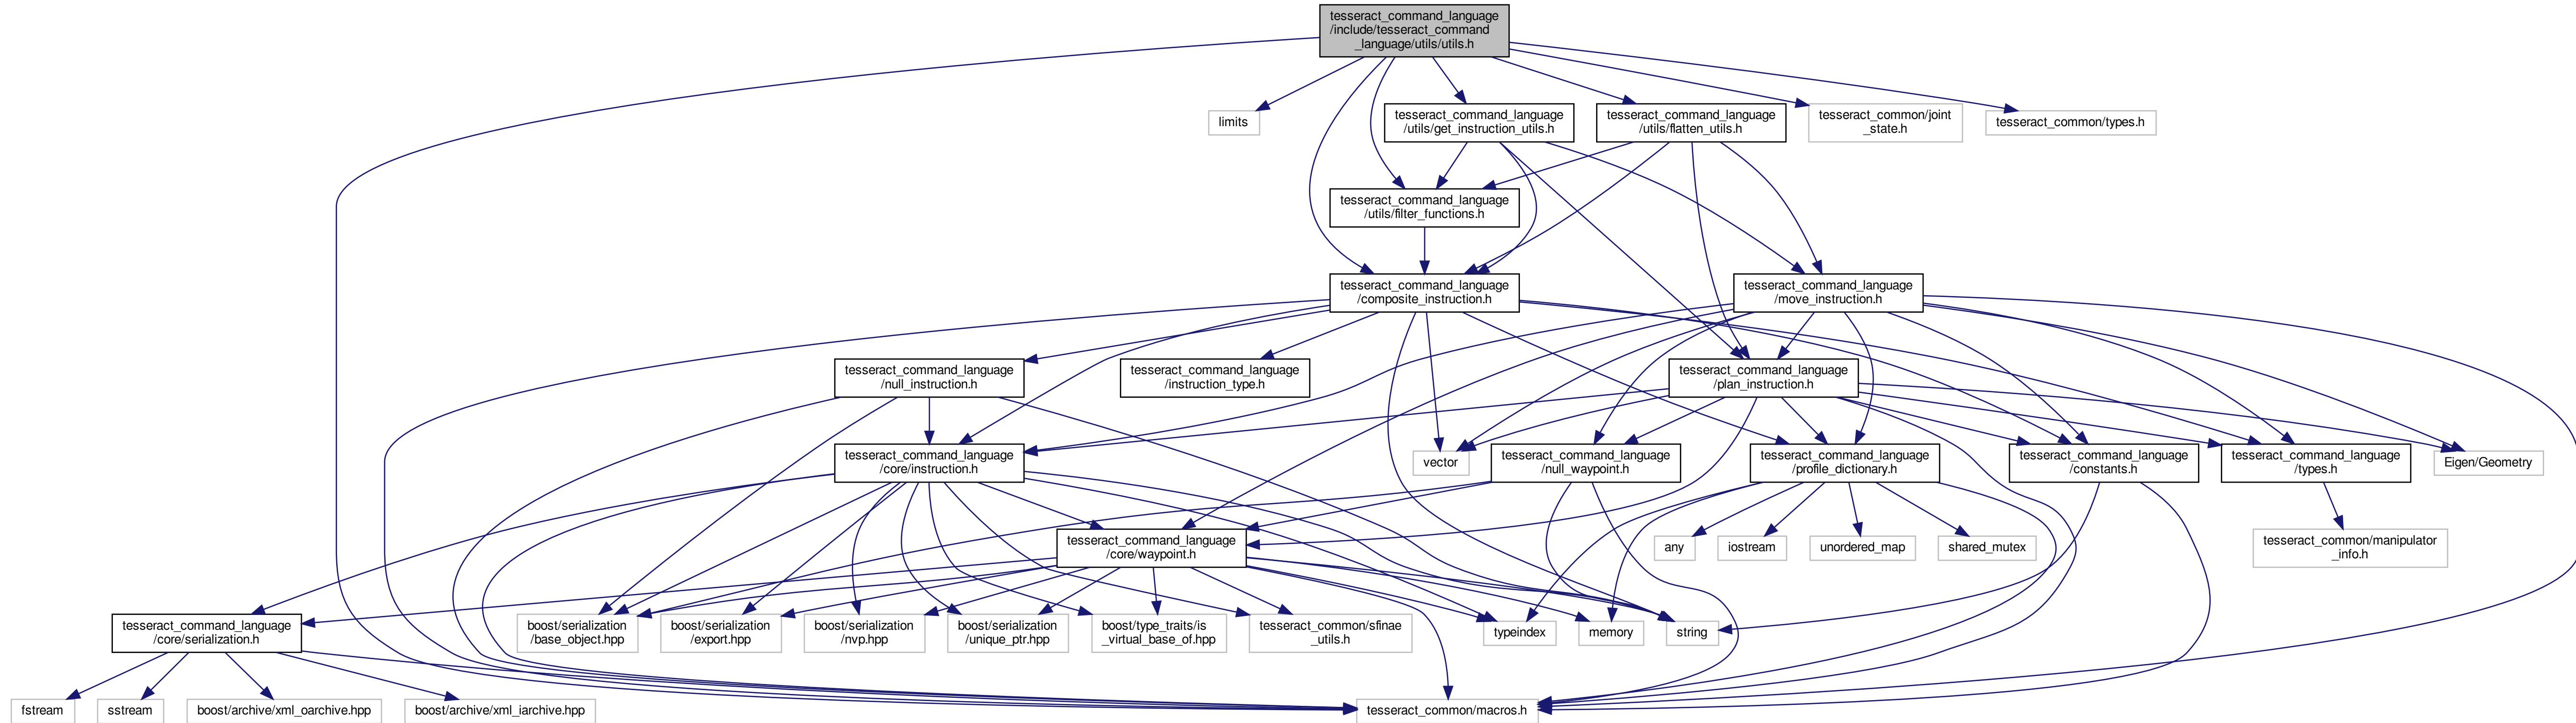 tesseract_command_language
/include/tesseract_command
_language/utils/utils.h
limits
tesseract_command_language
/utils/get_instruction_utils.h
tesseract_command_language
/utils/flatten_utils.h
tesseract_common/joint
_state.h
tesseract_common/types.h
tesseract_command_language
/utils/filter_functions.h
tesseract_command_language
/composite_instruction.h
tesseract_command_language
/move_instruction.h
tesseract_command_language
/null_instruction.h
tesseract_command_language
/instruction_type.h
tesseract_command_language
/plan_instruction.h
tesseract_command_language
/core/instruction.h
vector
tesseract_command_language
/null_waypoint.h
tesseract_command_language
/profile_dictionary.h
tesseract_command_language
/constants.h
tesseract_command_language
/types.h
Eigen/Geometry
tesseract_command_language
/core/waypoint.h
any
iostream
unordered_map
shared_mutex
tesseract_common/manipulator
_info.h
tesseract_command_language
/core/serialization.h
boost/serialization
/base_object.hpp
boost/serialization
/export.hpp
boost/serialization
/nvp.hpp
boost/serialization
/unique_ptr.hpp
boost/type_traits/is
_virtual_base_of.hpp
tesseract_common/sfinae
_utils.h
typeindex
memory
string
fstream
sstream
boost/archive/xml_oarchive.hpp
boost/archive/xml_iarchive.hpp
tesseract_common/macros.h